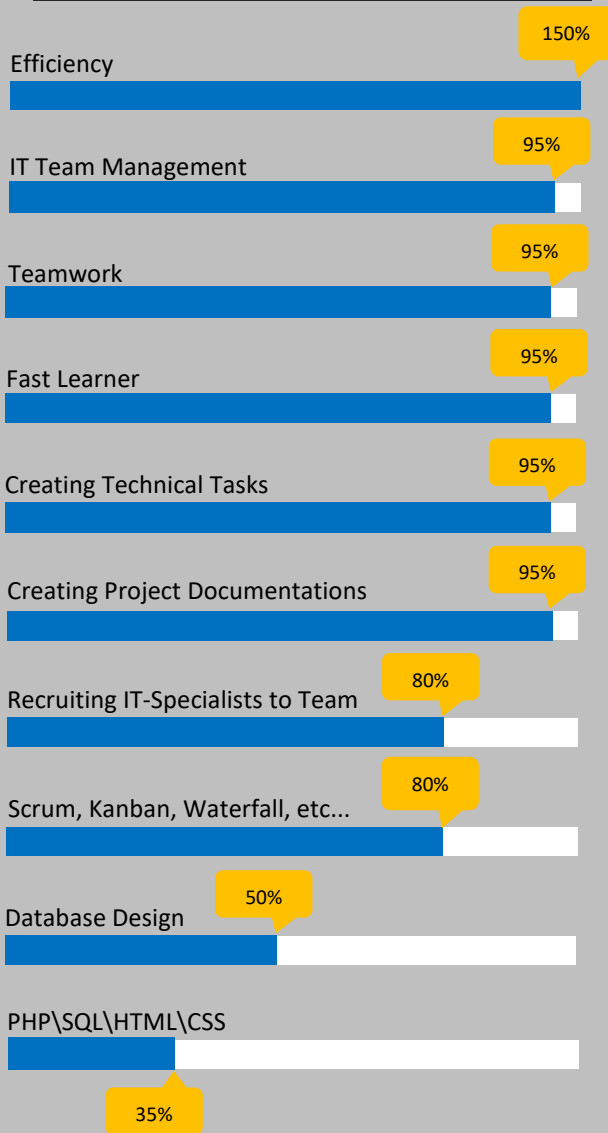 150%
Efficiency
95%
IT Team Management
95%
Teamwork
95%
Fast Learner
95%
Creating Technical Tasks
95%
Creating Project Documentations
80%
Recruiting IT-Specialists to Team
80%
Scrum, Kanban, Waterfall, etc...
50%
Database Design
PHP\SQL\HTML\CSS
35%